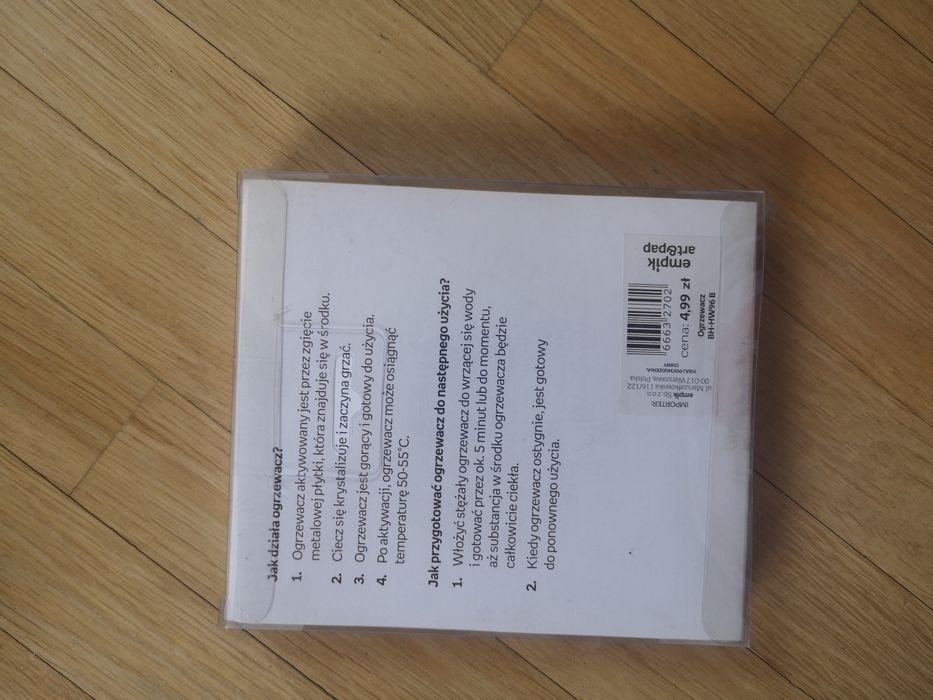 Jak działa ogrzewacz?
1. Ogrzewacz aktywowany jest przez zgięcie
metalowej płytki, która znajduje się w środku.
2. Ciecz się krystalizuje i zaczyna grzać.
3. Ogrzewacz jest gorący i gotowy do użycia.
4. Po aktywacji, ogrzewacz może osiągnąć
temperaturę 50-55°C.
Jak przygotować ogrzewacz do następnego użycia?
1. Włożyć stężały ogrzewacz do wrzącej się wody
i gotować przez ok. 5 minut lub do momentu,
aż substancja w środku ogrzewacza będzie
całkowicie ciekła.
2. Kiedy ogrzewacz ostygnie, jest gotowy
do ponownego użycia.
empik
art&pap
6666 3 2702
cena: 4,99 zł
Ogrzewacz
BH-HW96 B
IMPORTER:
empik Sp. z o.o.
ul. Marszałkowska 116/122
00-017 Warszawa, Polska
KRAJ POCHODZENIA:
CHINY